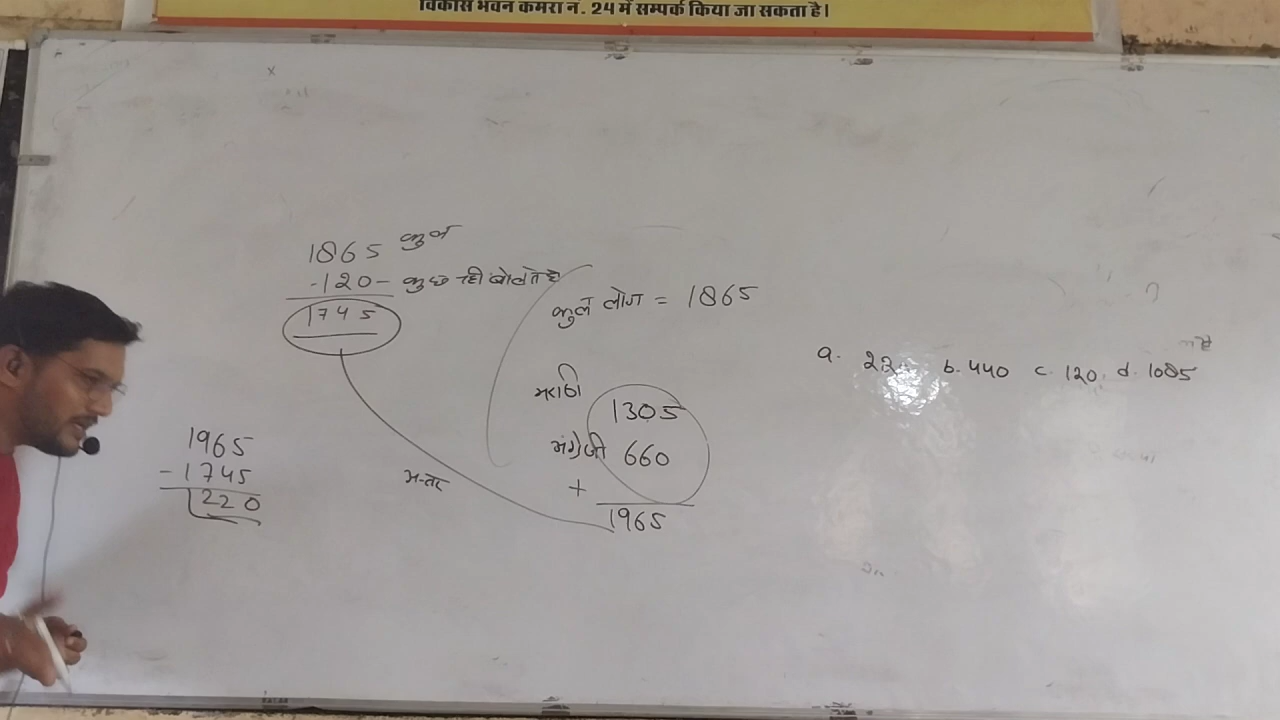 विकास भवन कमरा नं. 24 में सम्पर्क किया जा सकता है।
1865 कुल
-120- कुछ नही बोलते है
1745
कुल लोग = 1865
मराठी
1305
अंग्रेजी 660
+
1965
अन्तर
1965
-1745
220
a. 22 b. 440 c. 120, d. 1085